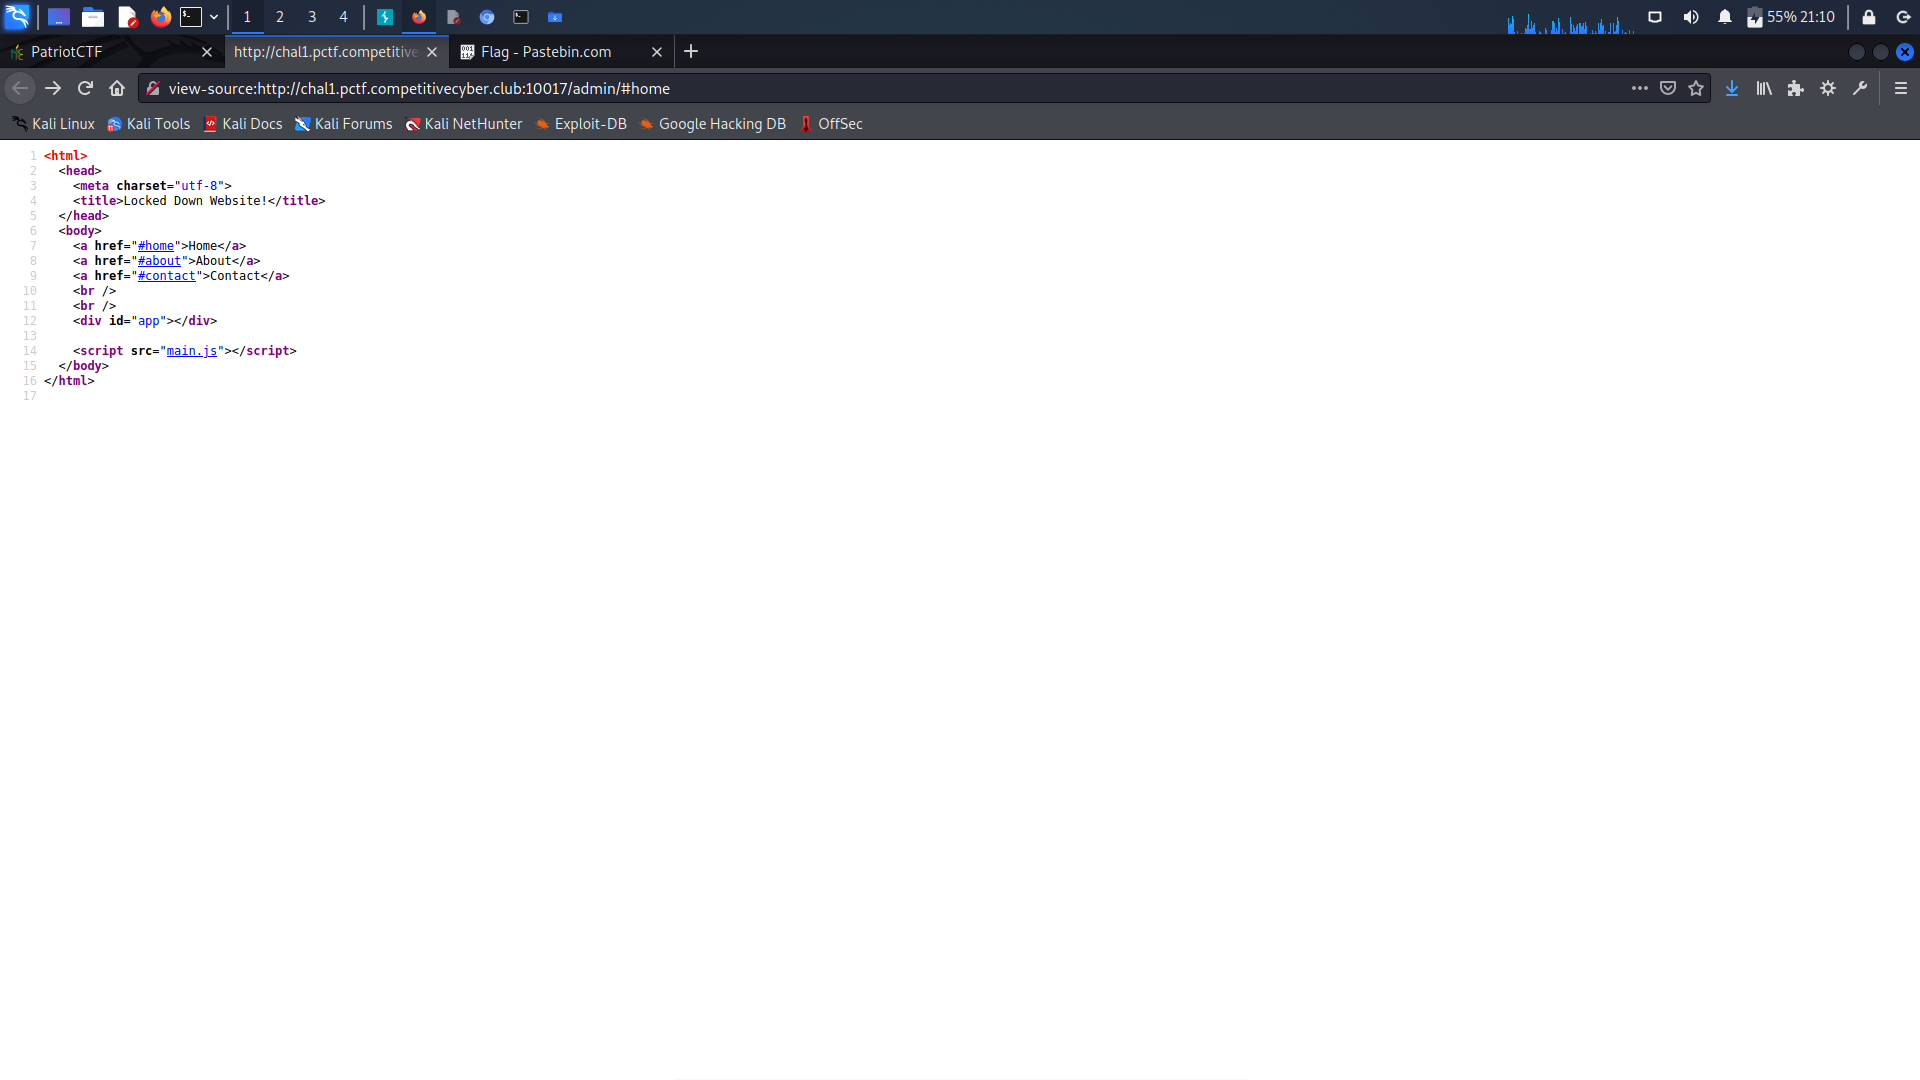 1 2 3 4 55% 21:10
PatriotCTF http://chal1.pctf.competitive Flag - Pastebin.com
view-source:http://chal1.pctf.competitivecyber.club:10017/admin/#home
Kali Linux Kali Tools Kali Docs Kali Forums Kali NetHunter Exploit-DB Google Hacking DB OffSec
1 <html>
2 <head>
3 <meta charset="utf-8">
4 <title>Locked Down Website!</title>
5 </head>
6 <body>
7 <a href="#home">Home</a>
8 <a href="#about">About</a>
9 <a href="#contact">Contact</a>
10 <br />
11 <br />
12 <div id="app"></div>
13
14 <script src="main.js"></script>
15 </body>
16 </html>
17